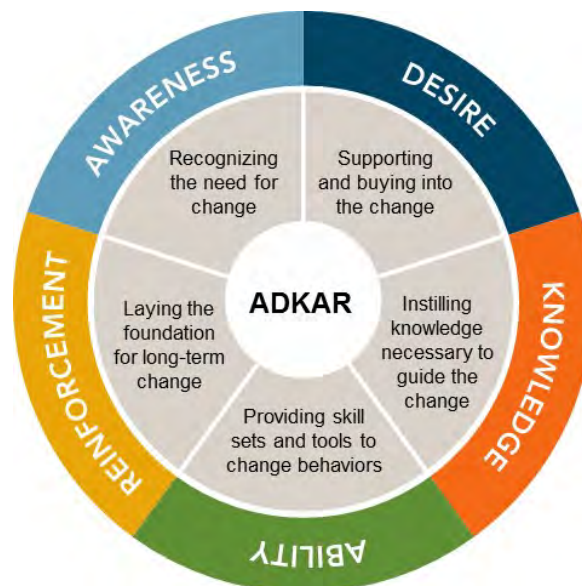 AWARENESS
Recognizing
the need for
change
DESIRE
Supporting
and buying into
the change
KNOWLEDGE
Instilling
knowledge
necessary to
guide the
change
ABILITY
Providing skill
sets and tools to
change behaviors
REINFORCEMENT
Laying the
foundation
for long-term
change
ADKAR